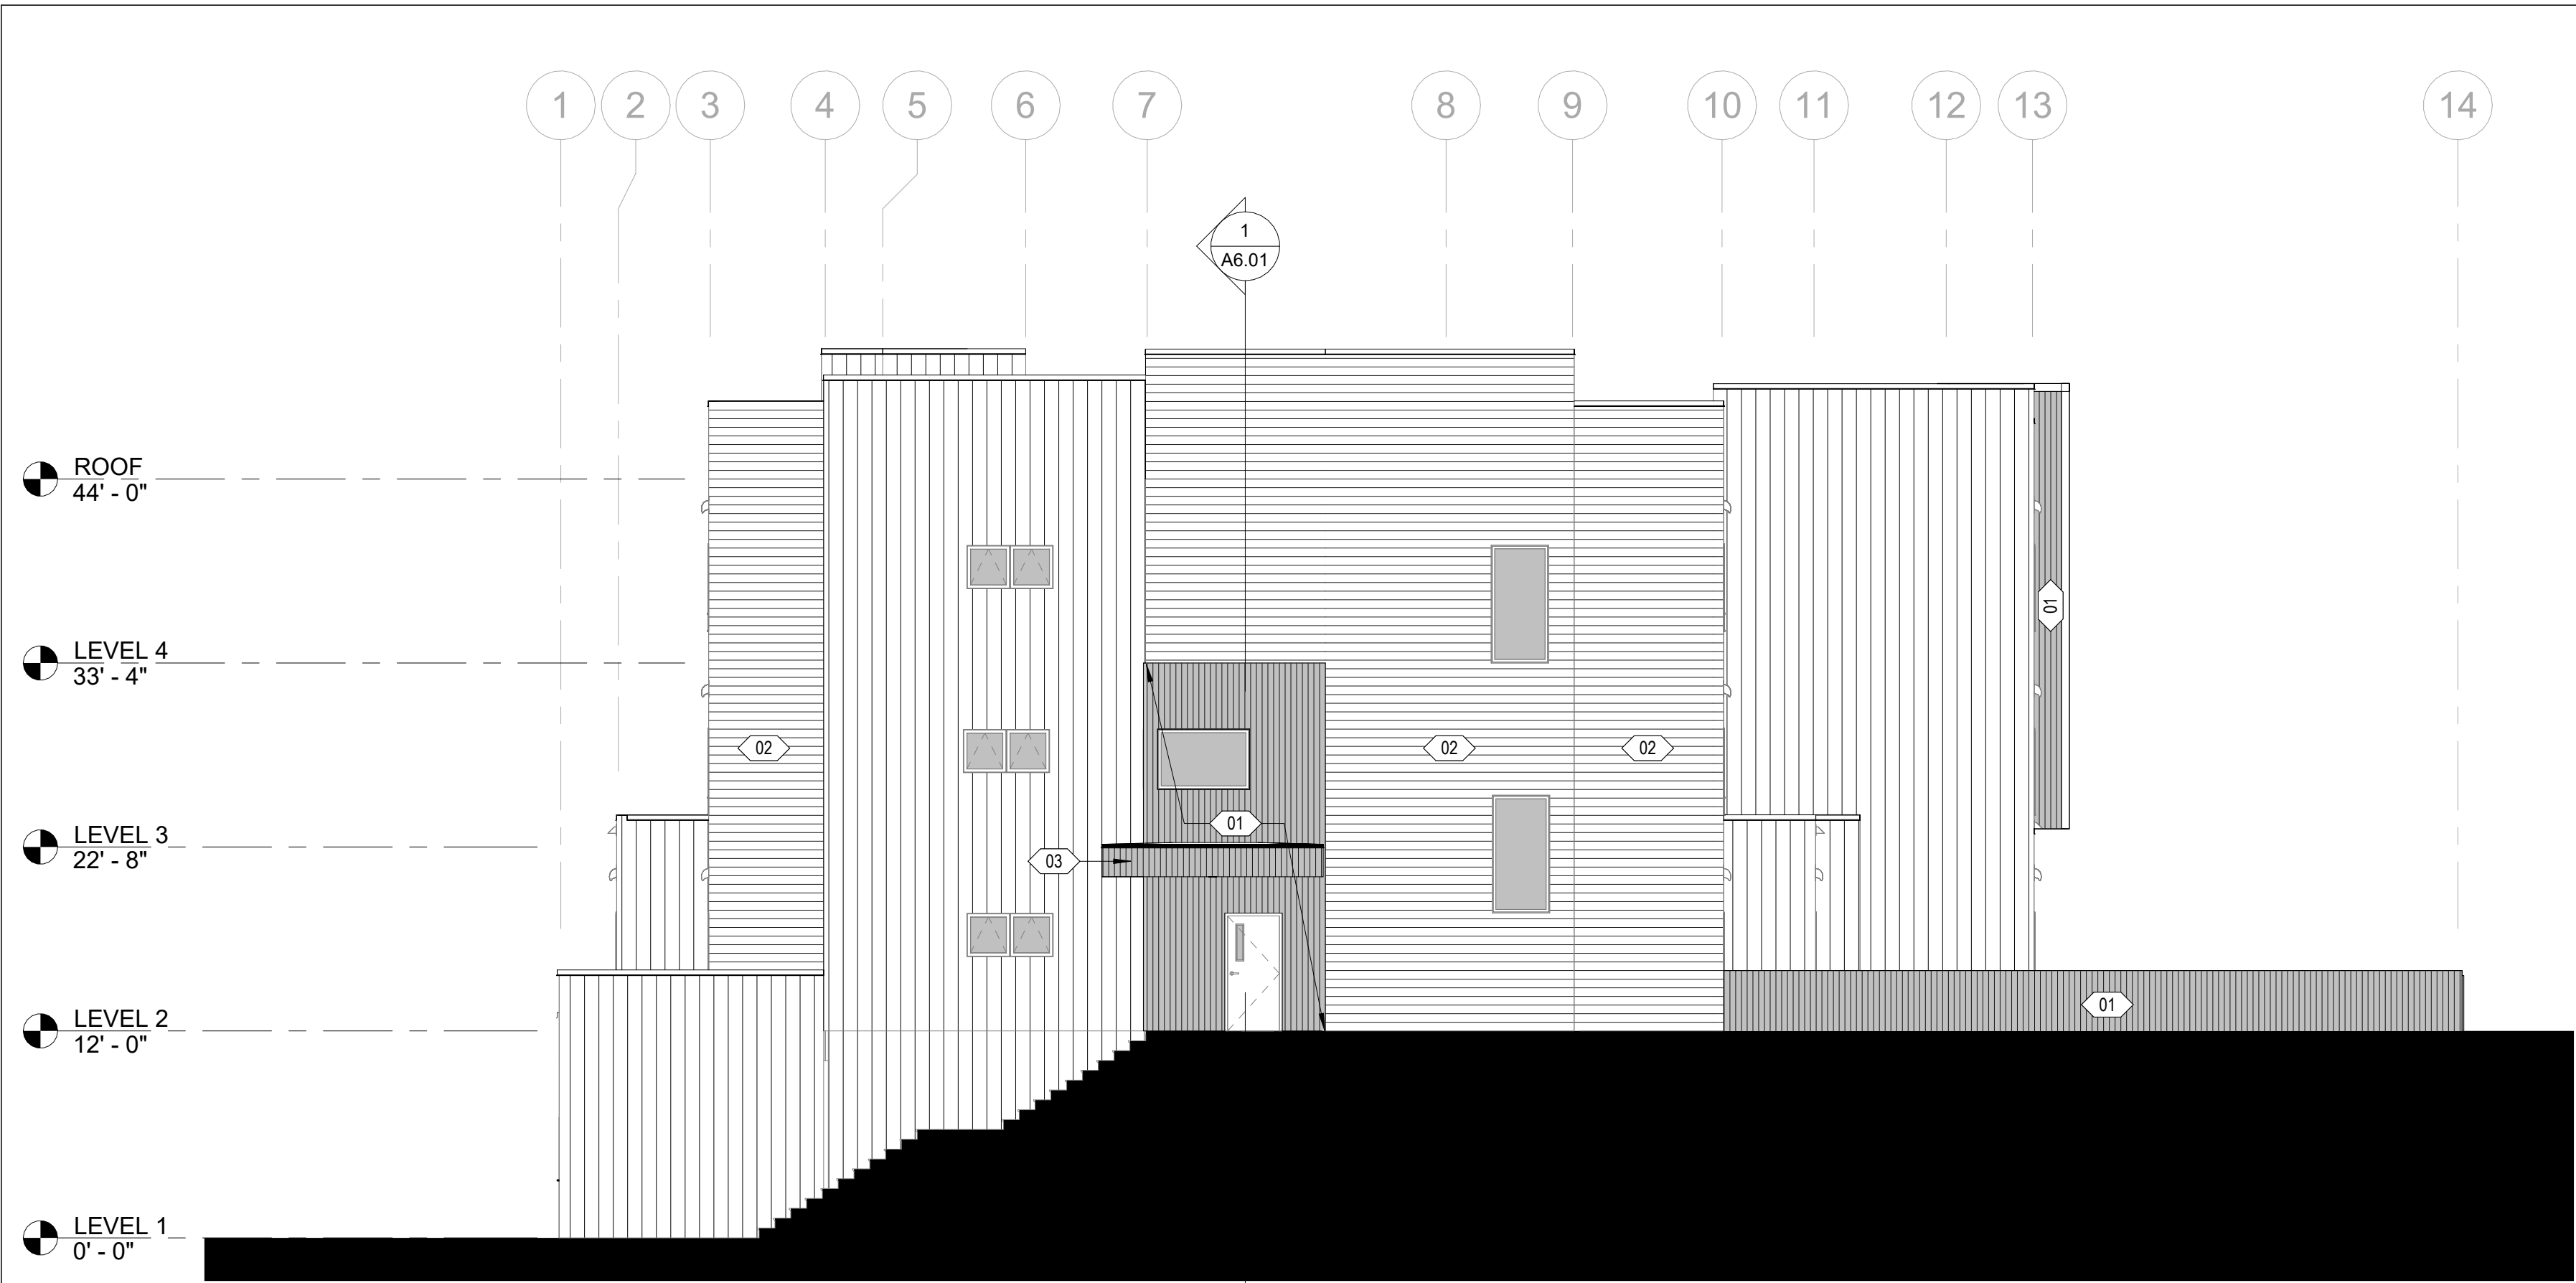 1 2 3 4 5 6 7 8 9 10 11 12 13 14
1
A6.01
ROOF
44' - 0"
01
LEVEL 4
33' - 4"
02 02 02
01
LEVEL 3
22' - 8"
03
01
LEVEL 2
12' - 0"
LEVEL 1
0' - 0"